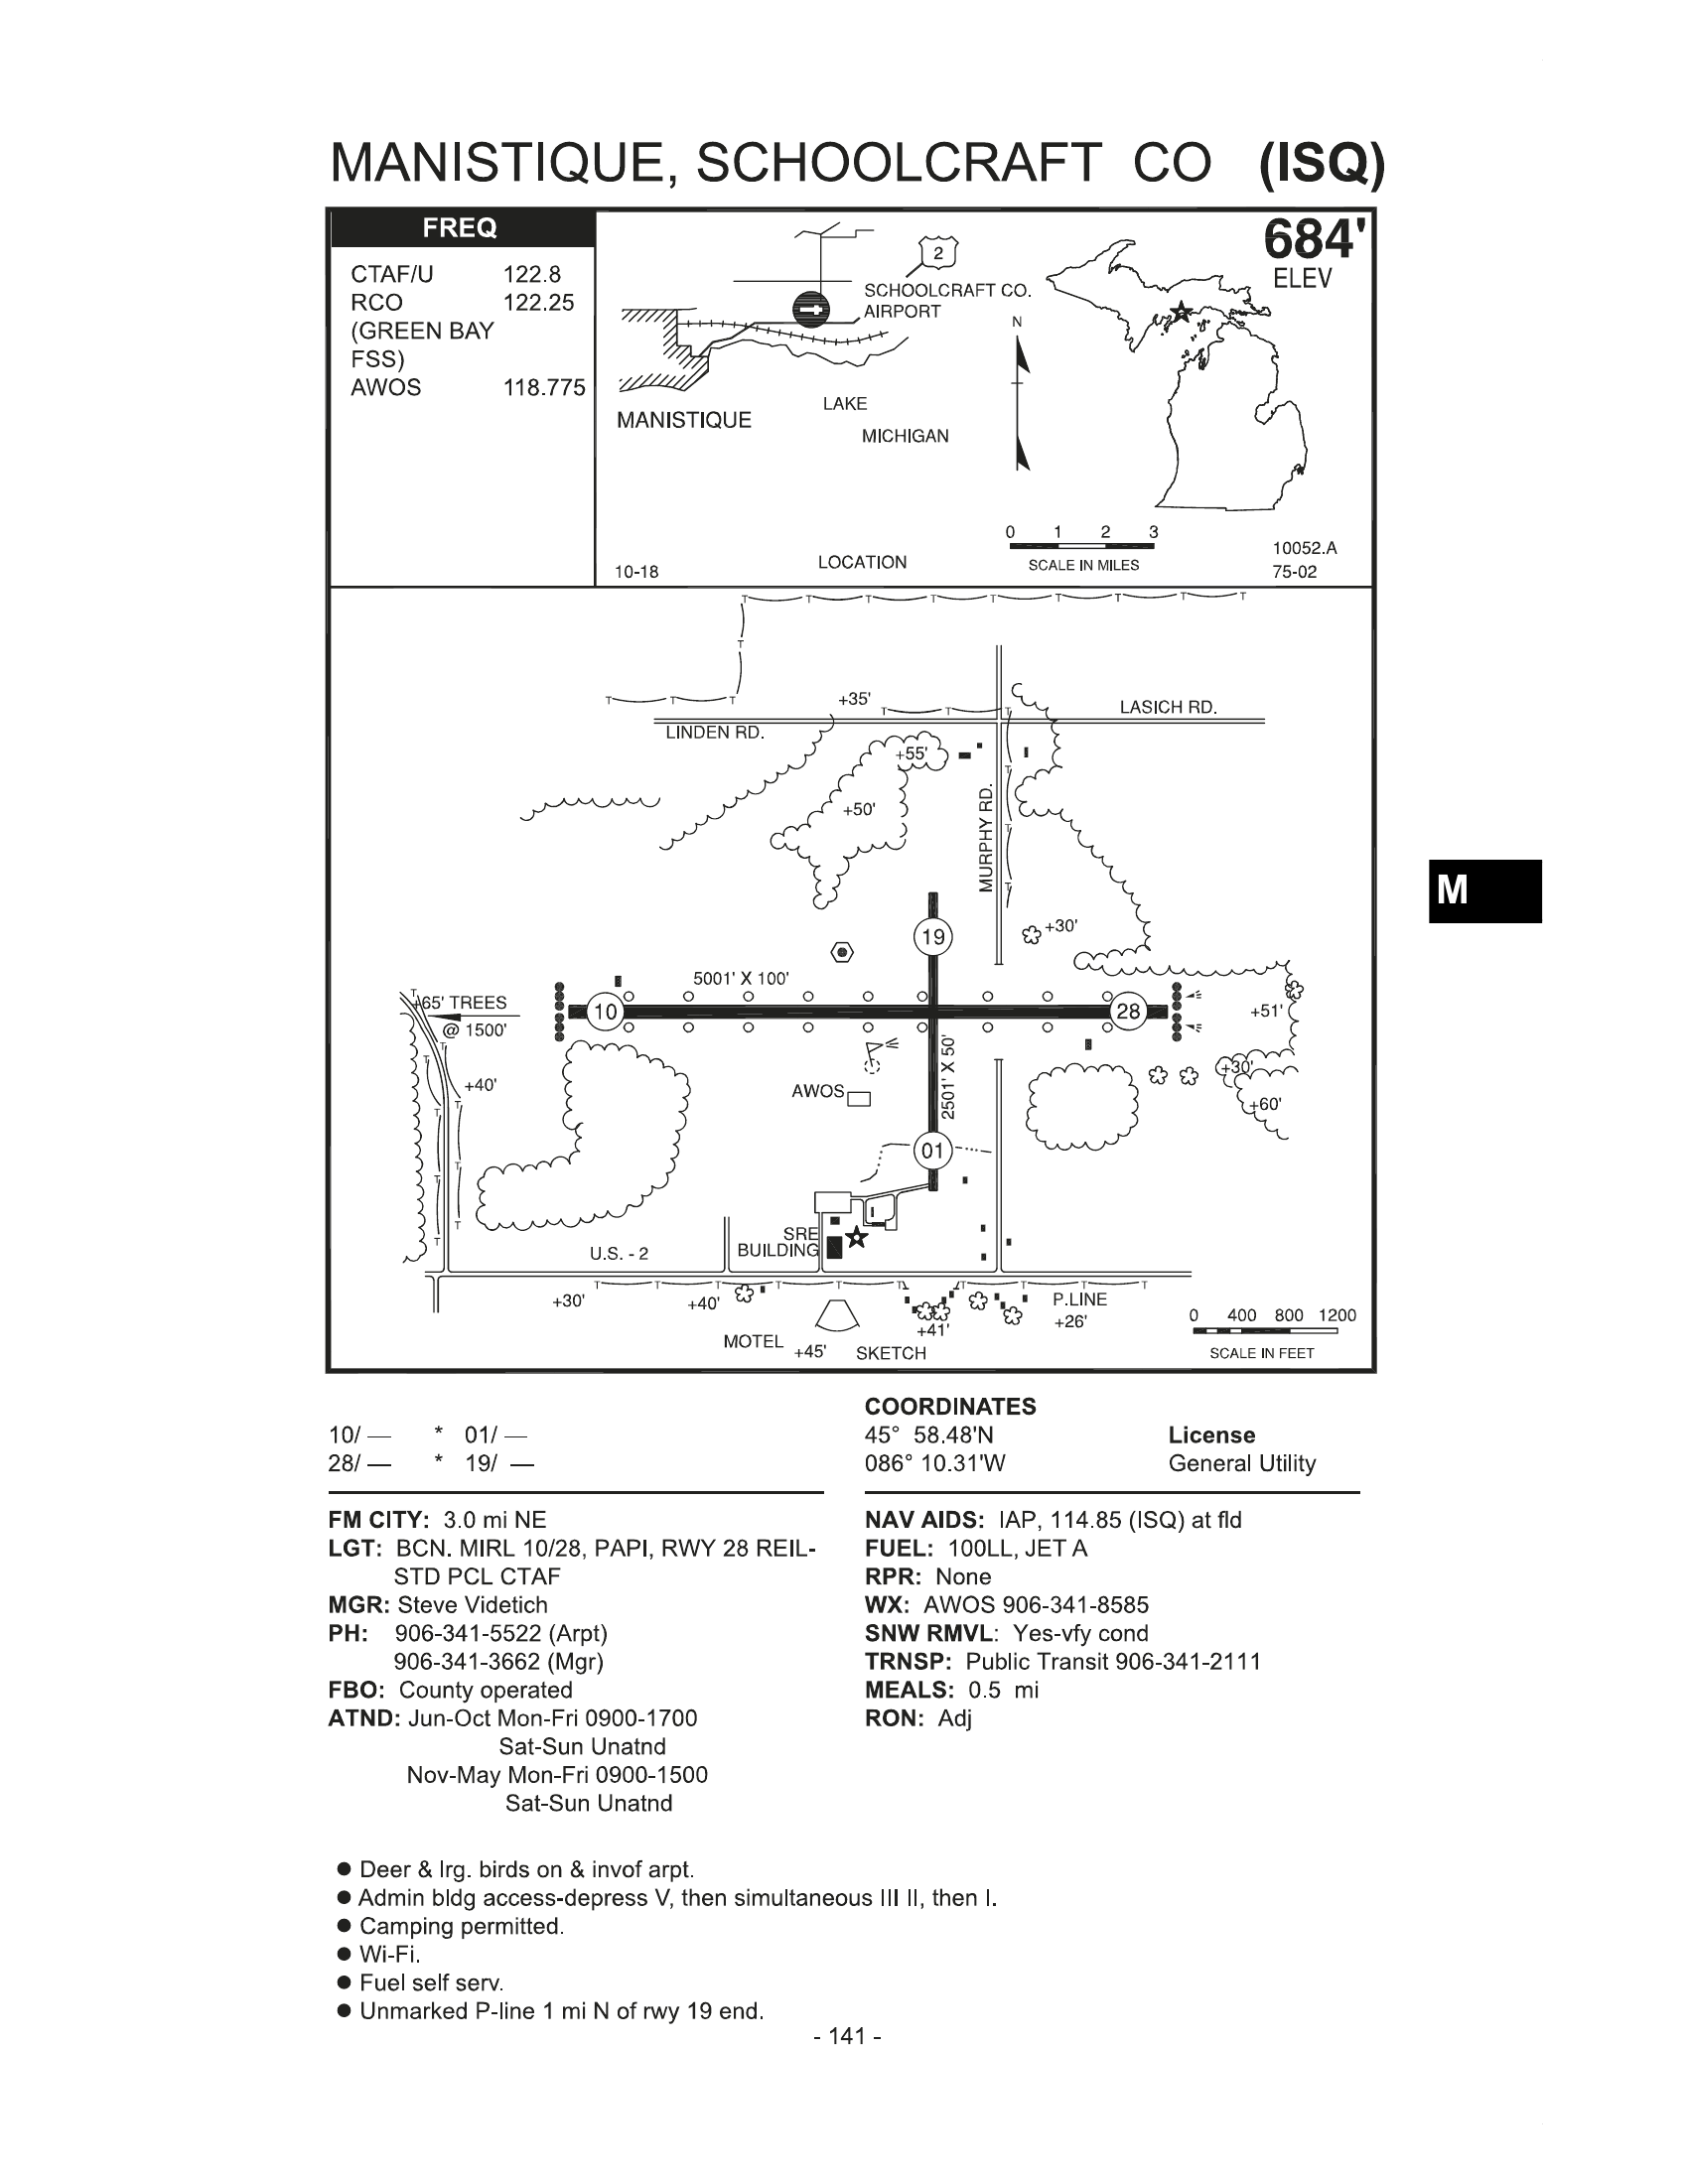 MANISTIQUE, SCHOOLCRAFT CO (ISQ)
FREQ
CTAF/U 122.8
RCO 122.25
(GREEN BAY
FSS)
AWOS 118.775
684'
ELEV
2
SCHOOLCRAFT CO.
AIRPORT
N
LAKE
MANISTIQUE
MICHIGAN
0 1 2 3
SCALE IN MILES
LOCATION
10-18
10052.A
75-02
+35'
LASICH RD.
LINDEN RD.
+55'
+50'
MURPHY RD.
+30'
19
5001' X 100'
+65' TREES
@ 1500'
10
28
+51'
2501' X 50'
+30'
+40'
AWOS
+60'
01
SRE
BUILDING
U.S. - 2
+30'
+40'
P.LINE
+26'
+41'
MOTEL
+45'
SKETCH
0 400 800 1200
SCALE IN FEET
M
10/ — * 01/ —
28/ — * 19/ —
COORDINATES
45° 58.48'N
086° 10.31'W
License
General Utility
FM CITY: 3.0 mi NE
LGT: BCN. MIRL 10/28, PAPI, RWY 28 REIL-
STD PCL CTAF
MGR: Steve Videtich
PH: 906-341-5522 (Arpt)
906-341-3662 (Mgr)
FBO: County operated
ATND: Jun-Oct Mon-Fri 0900-1700
Sat-Sun Unatnd
Nov-May Mon-Fri 0900-1500
Sat-Sun Unatnd
NAV AIDS: IAP, 114.85 (ISQ) at fld
FUEL: 100LL, JET A
RPR: None
WX: AWOS 906-341-8585
SNW RMVL: Yes-vfy cond
TRNSP: Public Transit 906-341-2111
MEALS: 0.5 mi
RON: Adj
● Deer & lrg. birds on & invof arpt.
● Admin bldg access-depress V, then simultaneous III II, then I.
● Camping permitted.
● Wi-Fi.
● Fuel self serv.
● Unmarked P-line 1 mi N of rwy 19 end.
- 141 -